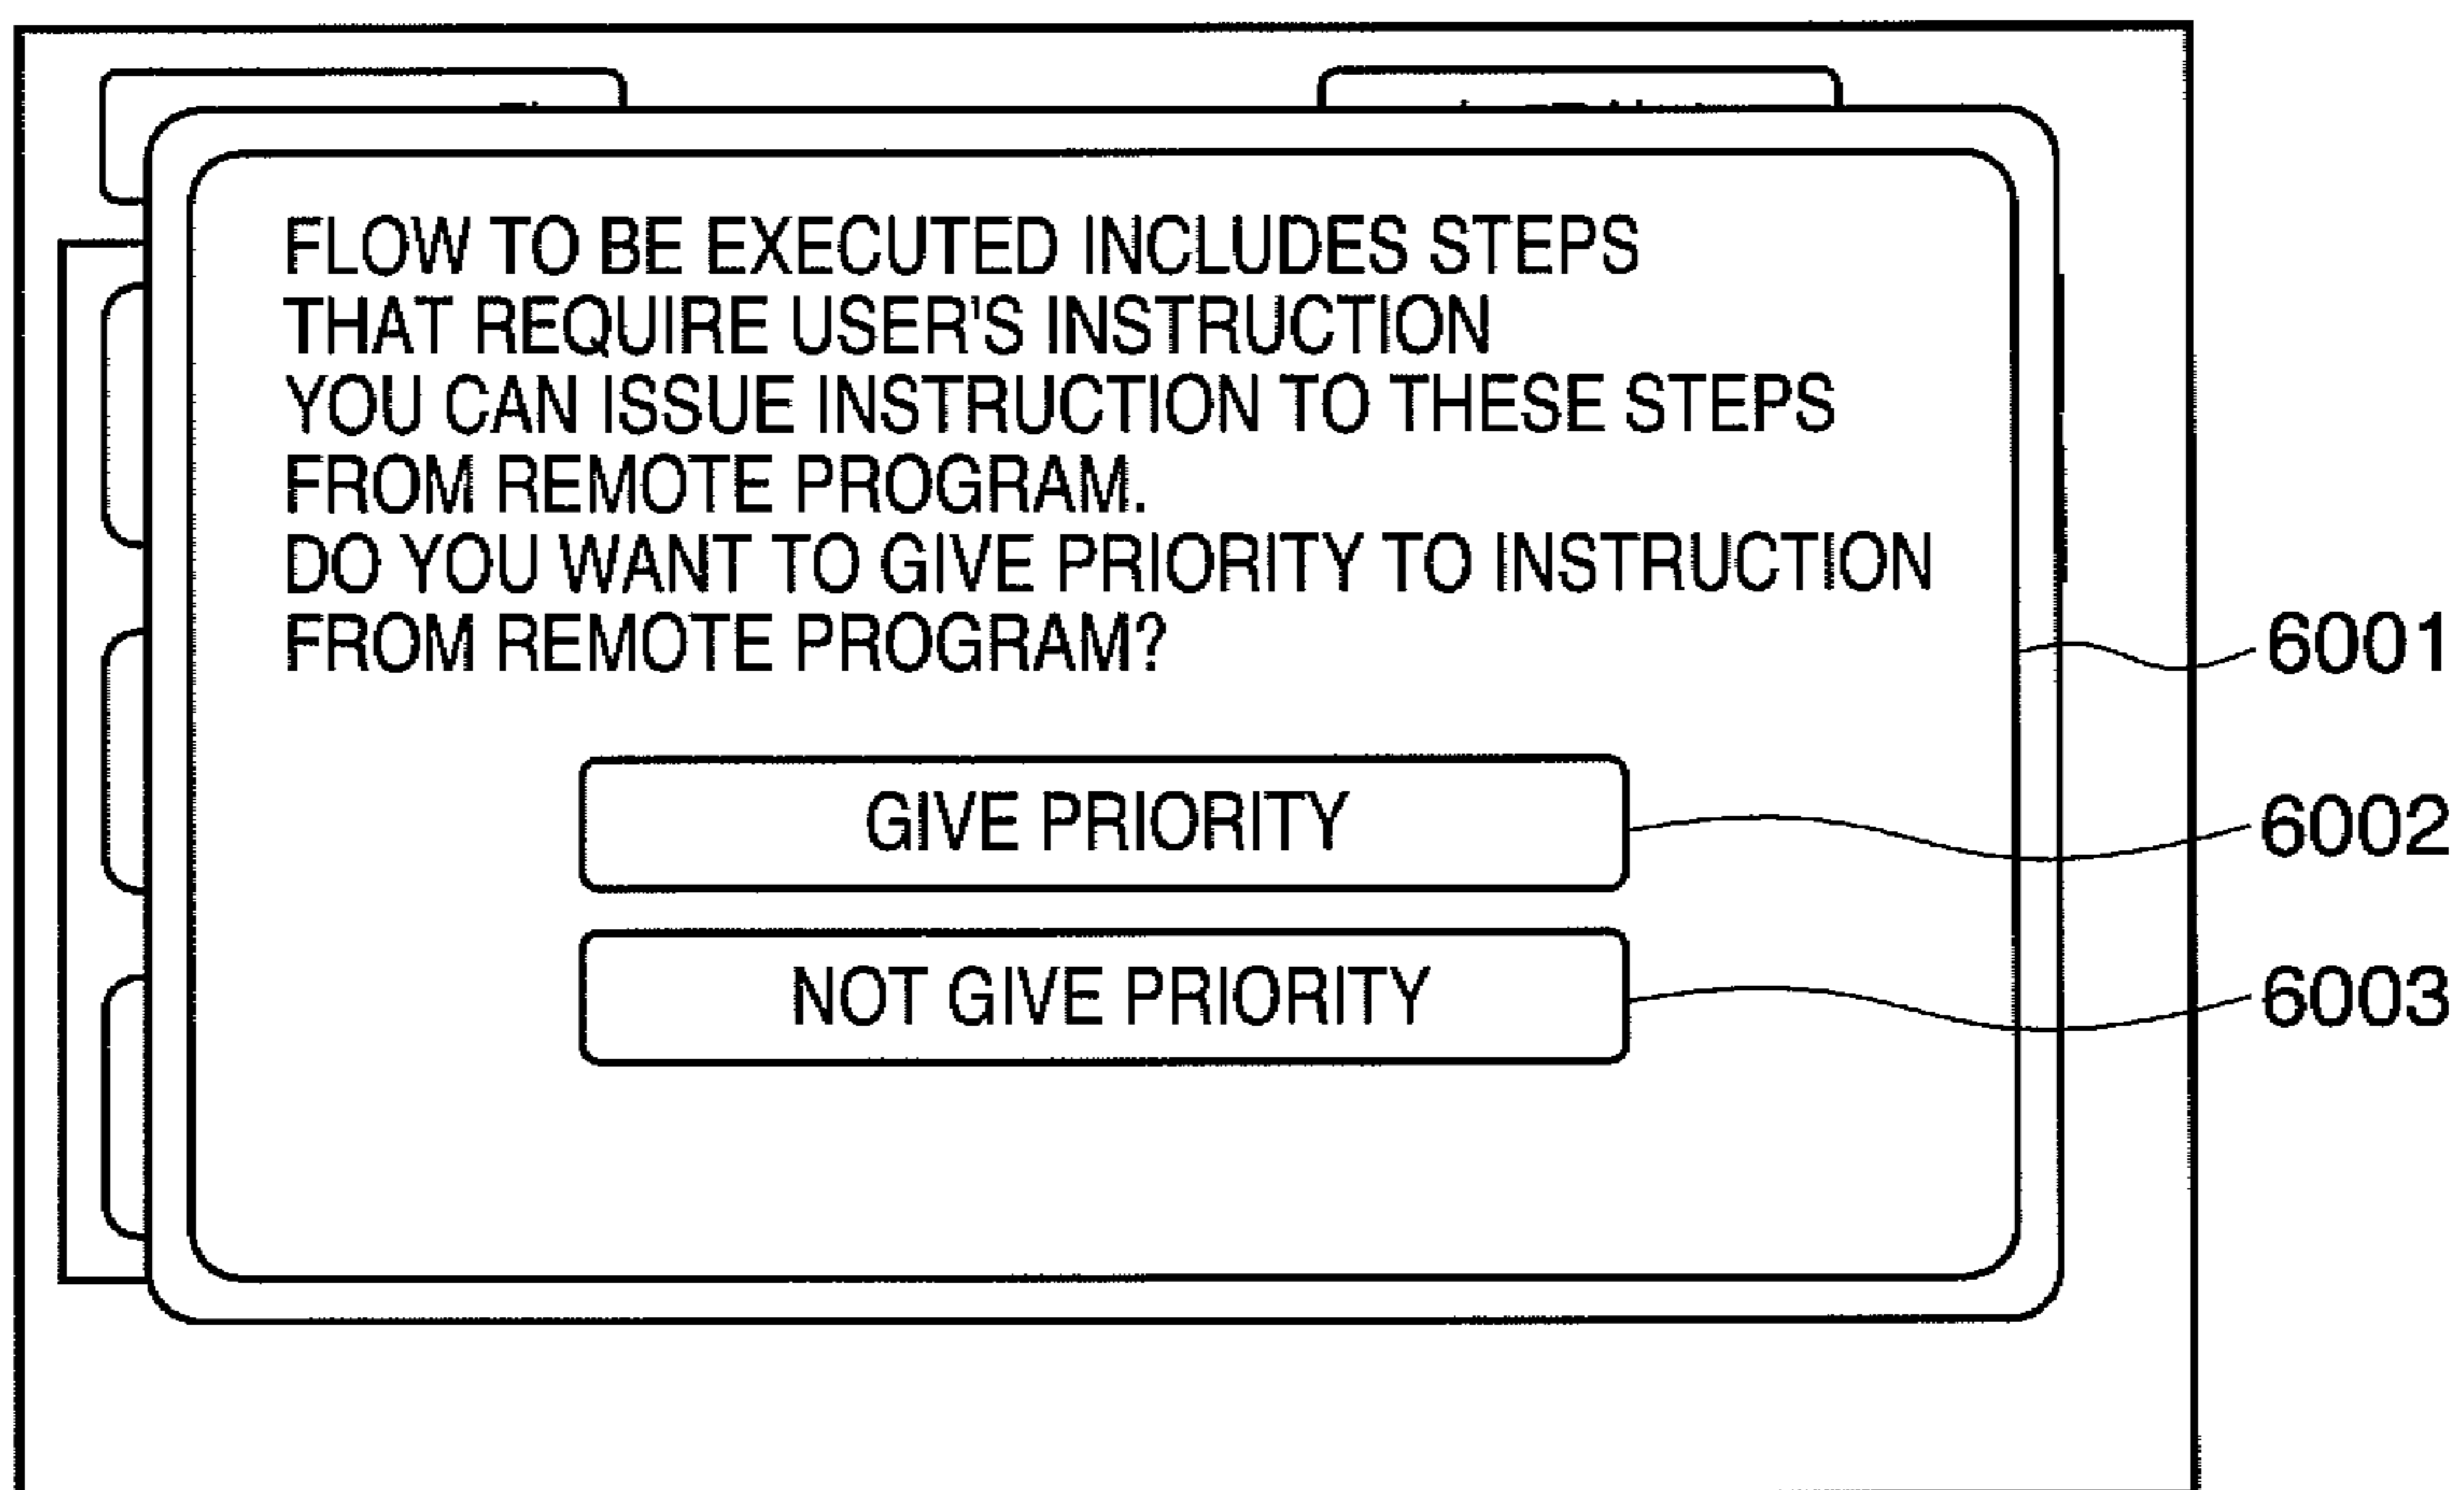 FLOW TO BE EXECUTED INCLUDES STEPS
THAT REQUIRE USER'S INSTRUCTION
YOU CAN ISSUE INSTRUCTION TO THESE STEPS
FROM REMOTE PROGRAM.
DO YOU WANT TO GIVE PRIORITY TO INSTRUCTION
FROM REMOTE PROGRAM?
6001
GIVE PRIORITY
6002
NOT GIVE PRIORITY
6003